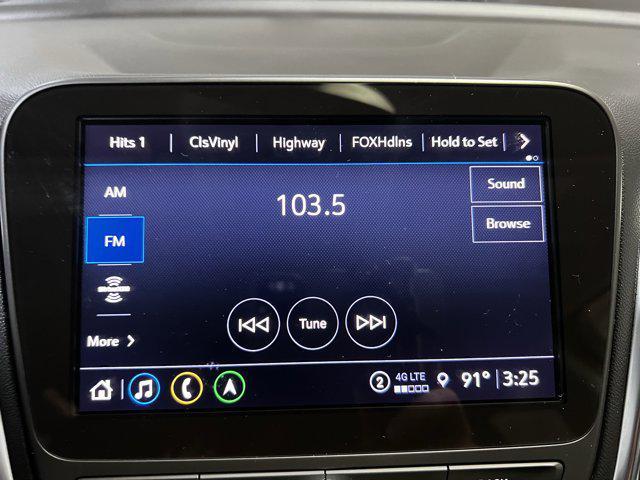 Hits 1 ClsVinyl Highway FOXHdlns Hold to Set
AM
103.5
Sound
FM
Browse
Tune
More
2 4G LTE 91° 3:25